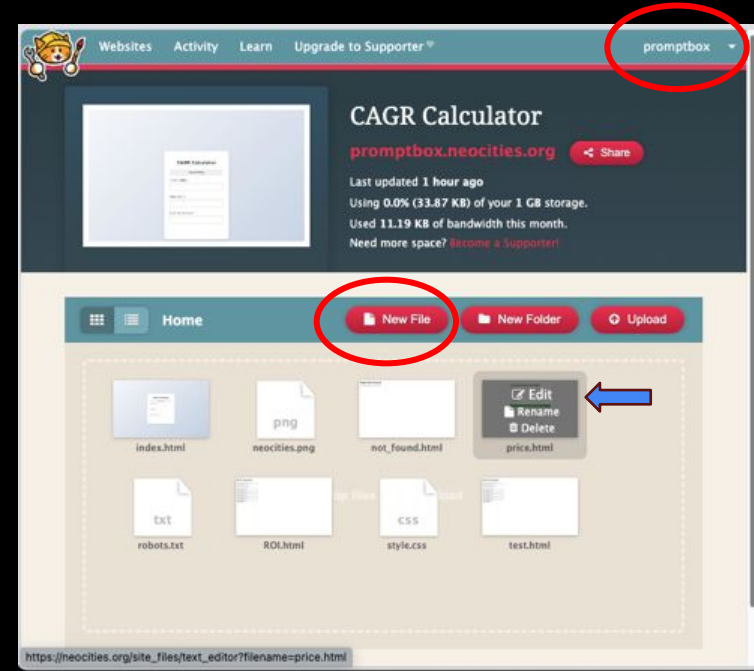 Websites Activity Learn Upgrade to Supporter promptbox
CAGR Calculator
promptbox.neocities.org Share
Last updated 1 hour ago
Using 0.0% (33.87 KB) of your 1 GB storage.
Used 11.19 KB of bandwidth this month.
Need more space? Become a Supporter!
CAGR Calculator
Home New File New Folder Upload
Edit
Rename
Delete
png
index.html neocities.png not_found.html price.html
txt css
robots.txt ROI.html style.css test.html
https://neocities.org/site_files/text_editor?filename=price.html